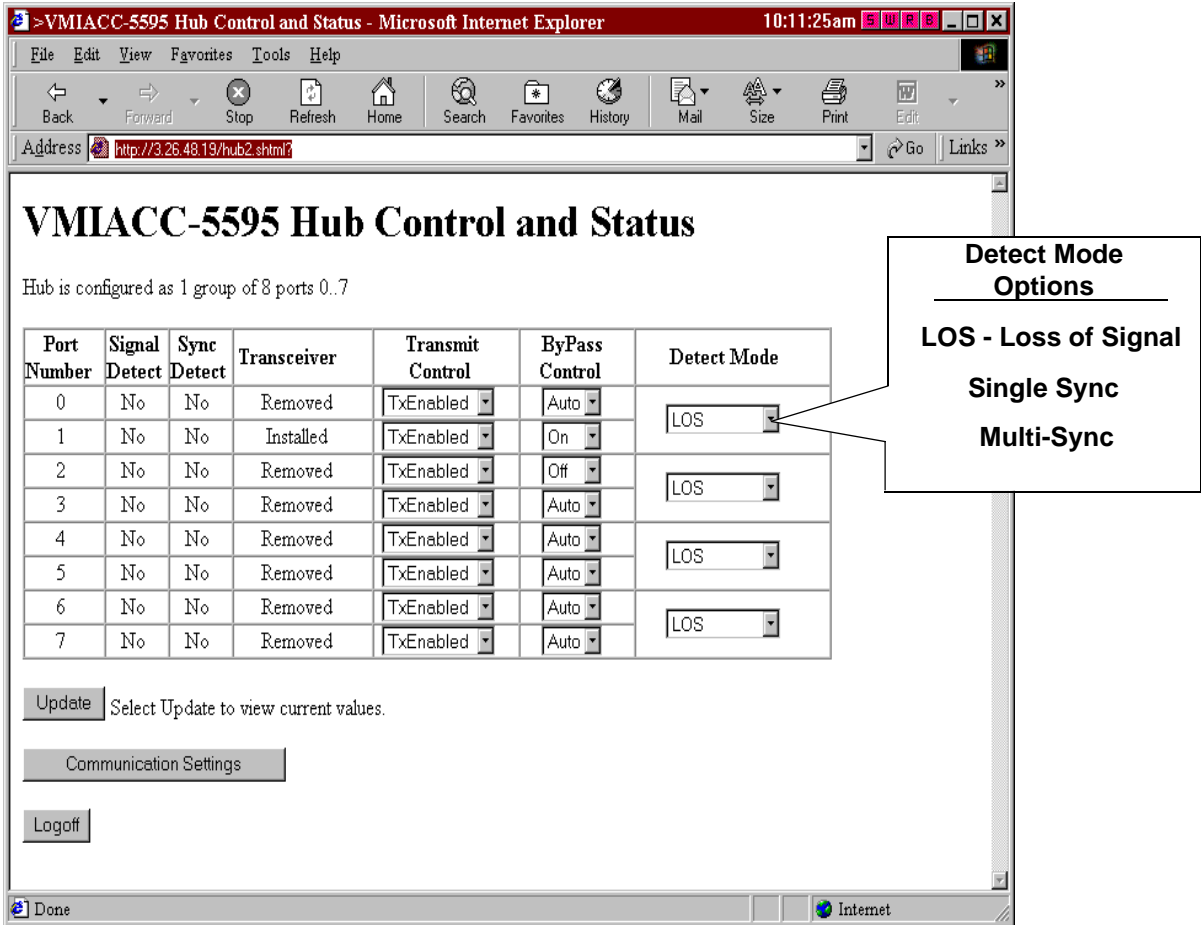 >VMIACC-5595 Hub Control and Status - Microsoft Internet Explorer 10:11:25am S W R B
File Edit View Favorites Tools Help
Back Forward Stop Refresh Home Search Favorites History Mail Size Print Edit »
Address http://3.26.48.19/hub2.shtml? Go Links »
VMIACC-5595 Hub Control and Status
Hub is configured as 1 group of 8 ports 0..7
Port Number Signal Detect Sync Detect Transceiver Transmit Control ByPass Control Detect Mode
0 No No Removed TxEnabled Auto LOS
1 No No Installed TxEnabled On
2 No No Removed TxEnabled Off LOS
3 No No Removed TxEnabled Auto
4 No No Removed TxEnabled Auto LOS
5 No No Removed TxEnabled Auto
6 No No Removed TxEnabled Auto LOS
7 No No Removed TxEnabled Auto
Detect Mode
Options
LOS - Loss of Signal
Single Sync
Multi-Sync
Update Select Update to view current values.
Communication Settings
Logoff
Done Internet